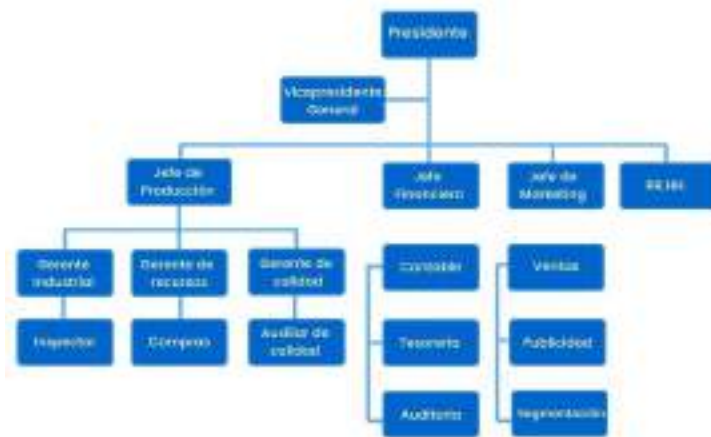 Presidente
Vicepresidente
General
Jefe de
Producción
Jefe
Financiero
Jefe de
Marketing
RR.HH
Gerente
Industrial
Gerente de
recursos
Gerente de
calidad
Contable
Ventas
Inspector
Compras
Auxiliar de
calidad
Tesorería
Publicidad
Auditoria
Segmentación